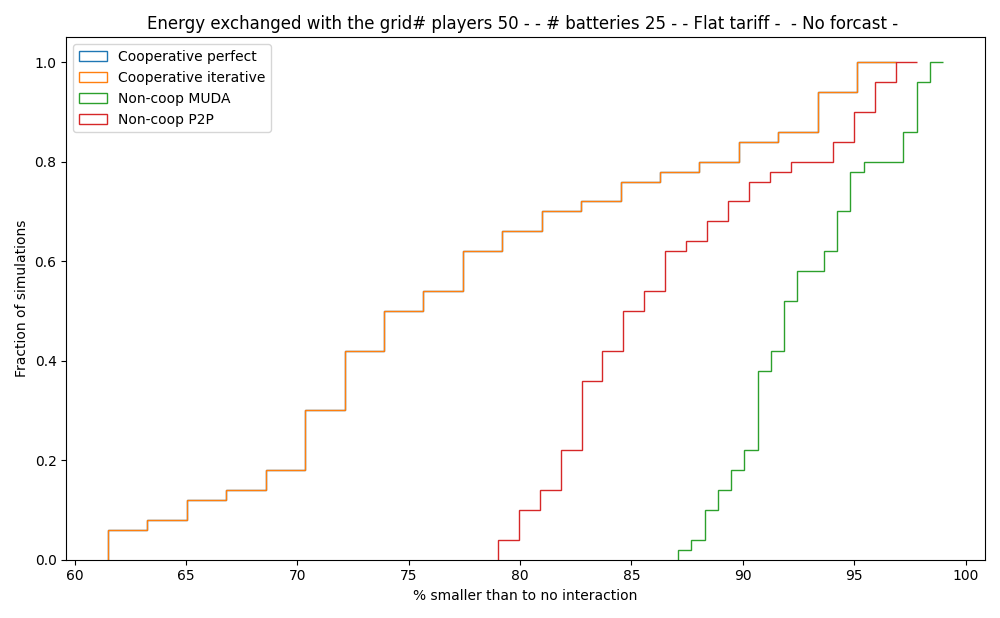 Energy exchanged with the grid# players 50 - - # batteries 25 - - Flat tariff -  - No forcast -
Cooperative perfect
Cooperative iterative
Non-coop MUDA
Non-coop P2P
Fraction of simulations
1.0
0.8
0.6
0.4
0.2
0.0
60 65 70 75 80 85 90 95 100
% smaller than to no interaction